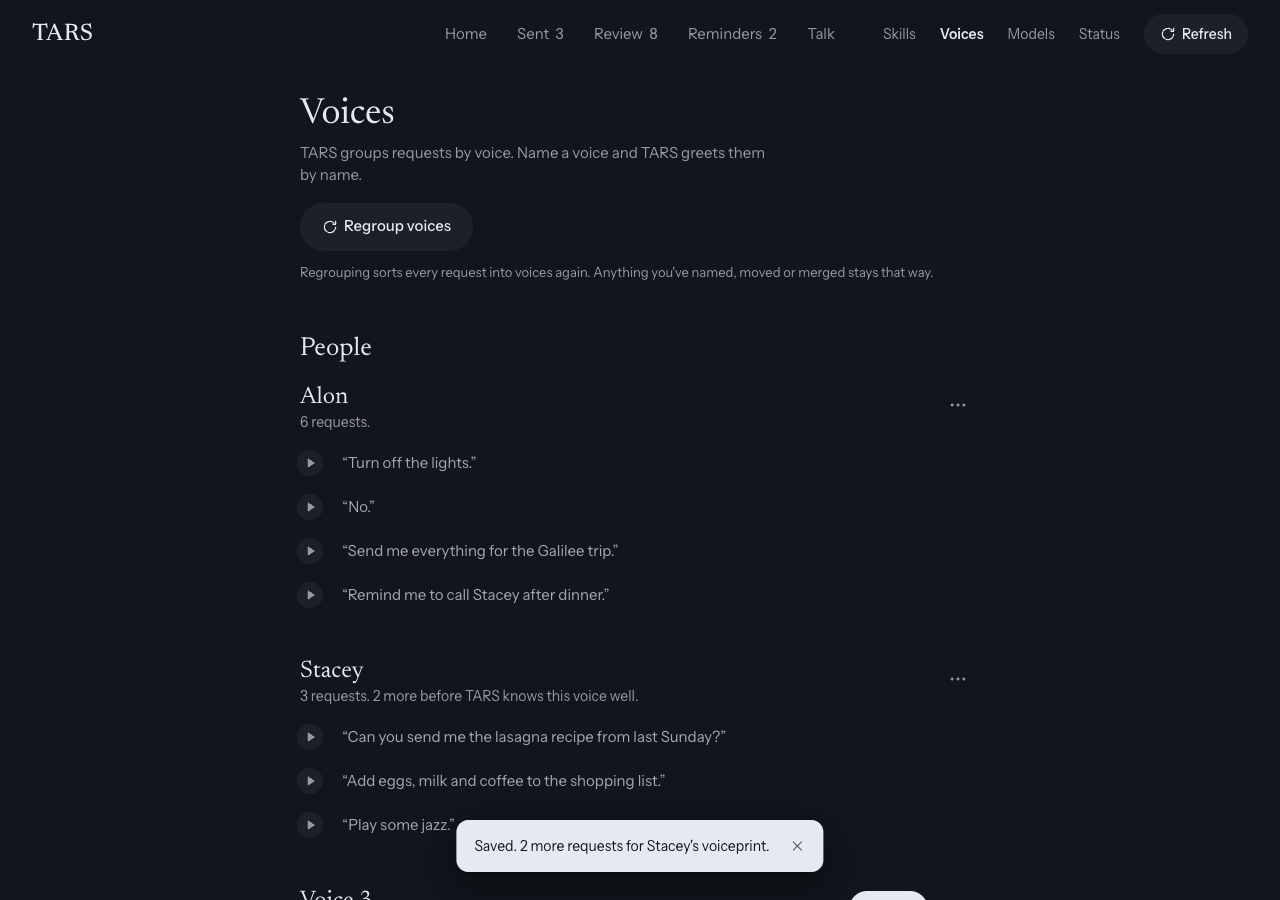 TARS
Home Sent 3 Review 8 Reminders 2 Talk Skills Voices Models Status Refresh
Voices
TARS groups requests by voice. Name a voice and TARS greets them
by name.
Regroup voices
Regrouping sorts every request into voices again. Anything you've named, moved or merged stays that way.
People
Alon
6 requests.
“Turn off the lights.”
“No.”
“Send me everything for the Galilee trip.”
“Remind me to call Stacey after dinner.”
Stacey
3 requests. 2 more before TARS knows this voice well.
“Can you send me the lasagna recipe from last Sunday?”
“Add eggs, milk and coffee to the shopping list.”
“Play some jazz.”
Saved. 2 more requests for Stacey's voiceprint.
Voice 3